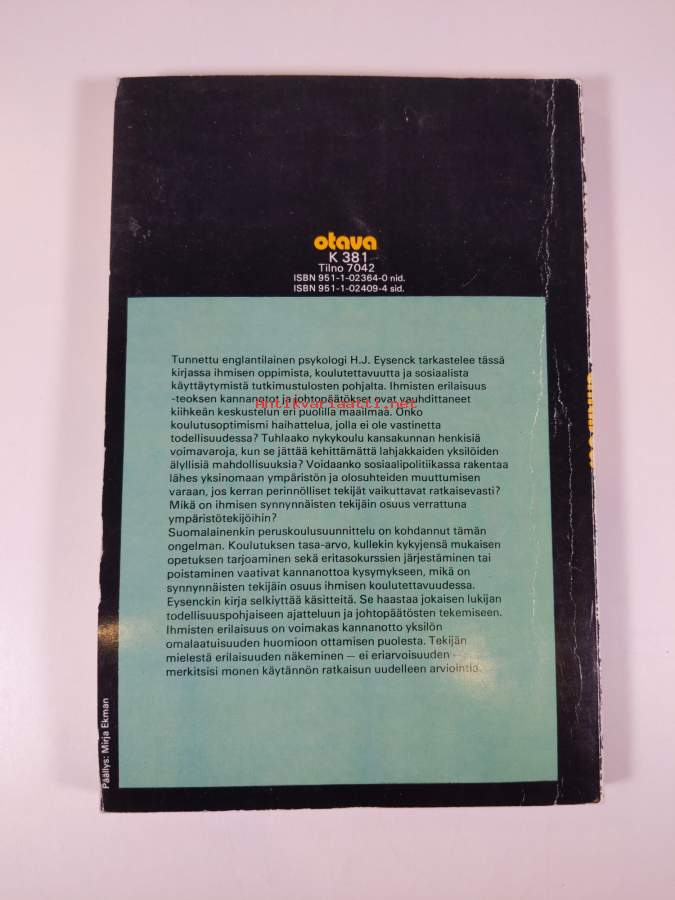 otava
K 381
Tilno 7042
ISBN 951-1-02364-0 nid.
ISBN 951-1-02409-4 sid.
Tunnettu englantilainen psykologi H.J. Eysenck tarkastelee tässä
kirjassa ihmisen oppimista, koulutettavuutta ja sosiaalista
käyttäytymistä tutkimustulosten pohjalta. Ihmisten erilaisuus
-teoksen kannanotot ja johtopäätökset ovat vauhdittaneet
kiihkeän keskustelun eri puolilla maailmaa. Onko
koulutusoptimismi haihattelua, jolla ei ole vastinetta
todellisuudessa? Tuhlaako nykykoulu kansakunnan henkisiä
voimavaroja, kun se jättää kehittämättä lahjakkaiden yksilöiden
älyllisiä mahdollisuuksia? Voidaanko sosiaalipolitiikassa rakentaa
lähes yksinomaan ympäristön ja olosuhteiden muuttumisen
varaan, jos kerran perinnölliset tekijät vaikuttavat ratkaisevasti?
Mikä on ihmisen synnynnäisten tekijäin osuus verrattuna
ympäristötekijöihin?
Suomalainenkin peruskoulusuunnittelu on kohdannut tämän
ongelman. Koulutuksen tasa-arvo, kullekin kykyjensä mukaisen
opetuksen tarjoaminen sekä eritasokurssien järjestäminen tai
poistaminen vaativat kannanottoa kysymykseen, mikä on
synnynnäisten tekijäin osuus ihmisen koulutettavuudessa.
Eysenckin kirja selkiyttää käsitteitä. Se haastaa jokaisen lukijan
todellisuuspohjaiseen ajatteluun ja johtopäätösten tekemiseen.
Ihmisten erilaisuus on voimakas kannanotto yksilön
omalaatuisuuden huomioon ottamisen puolesta. Tekijän
mielestä erilaisuuden näkeminen — ei eriarvoisuuden —
merkitsisi monen käytännön ratkaisun uudelleen arviointia.
Päällys: Mirja Ekman
Antikvariaatti.net